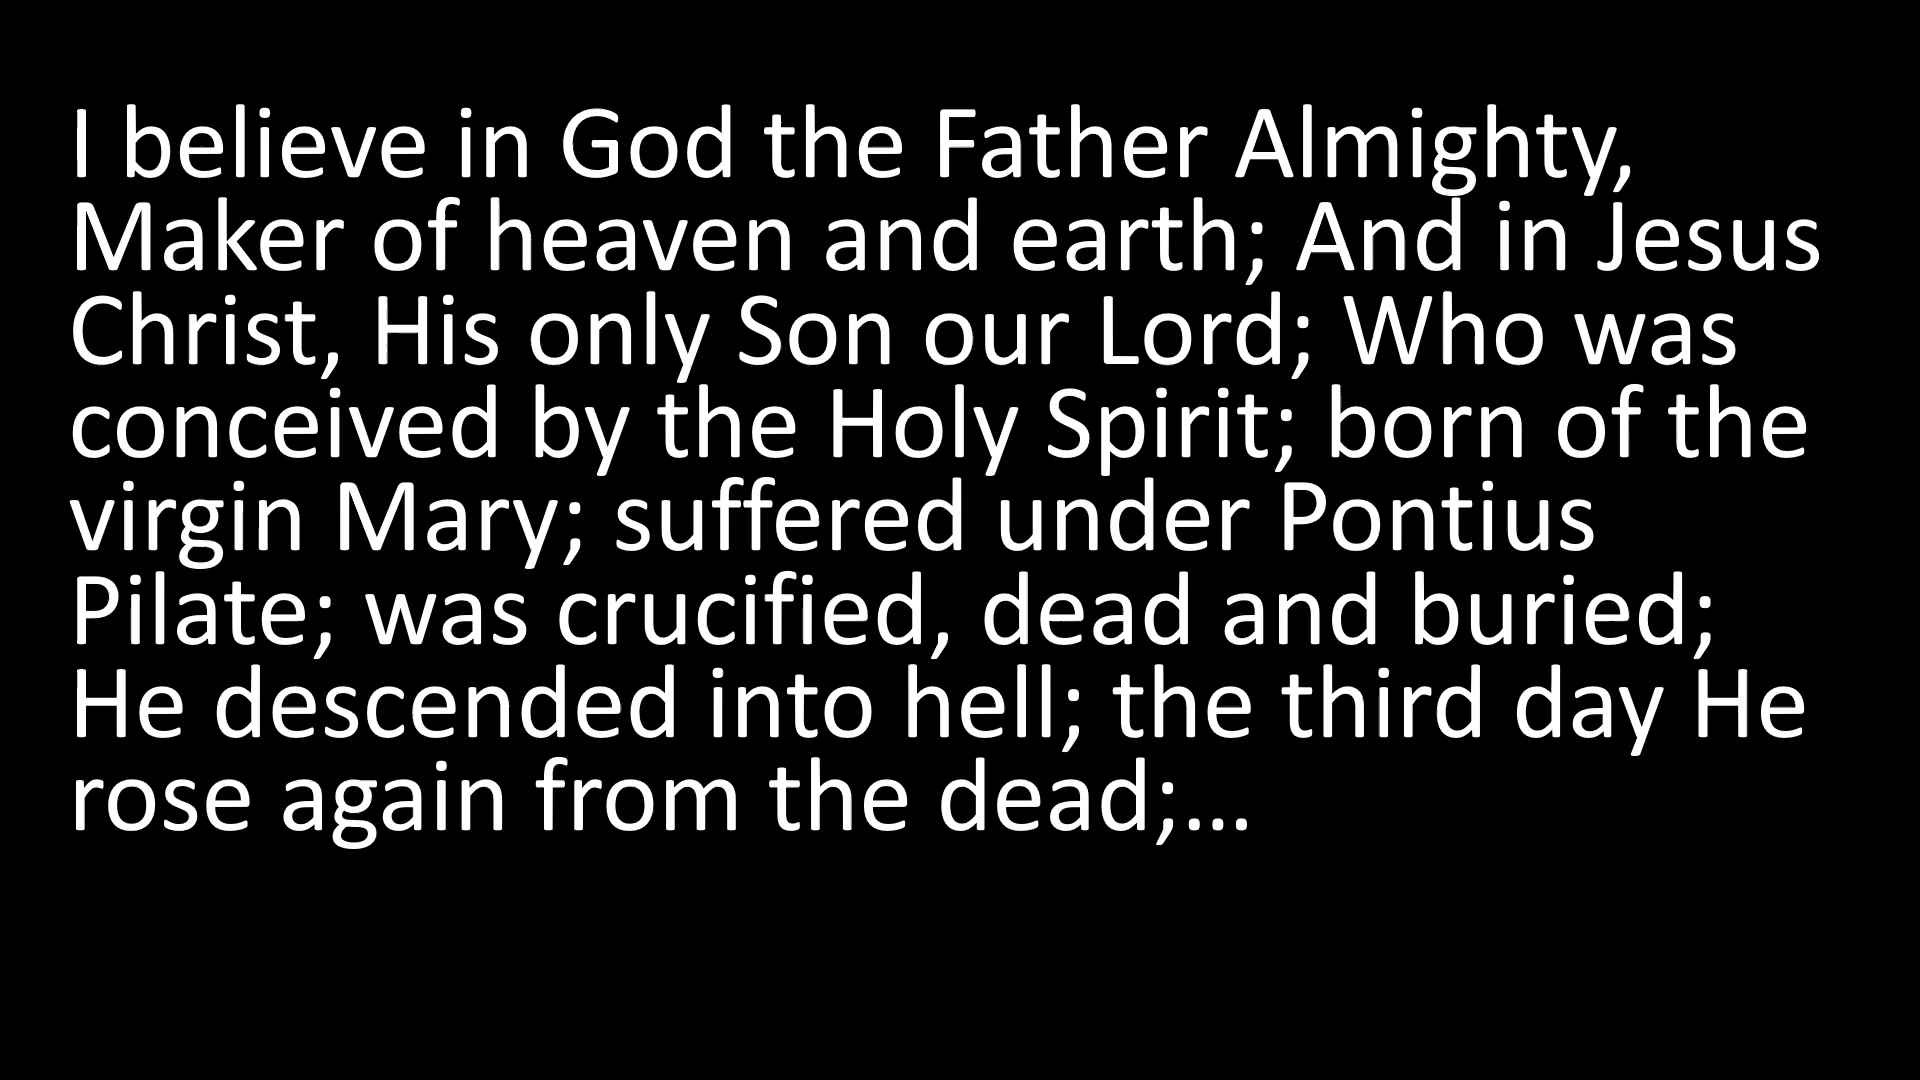 I believe in God the Father Almighty,
Maker of heaven and earth; And in Jesus
Christ, His only Son our Lord; Who was
conceived by the Holy Spirit; born of the
virgin Mary; suffered under Pontius
Pilate; was crucified, dead and buried;
He descended into hell; the third day He
rose again from the dead;...